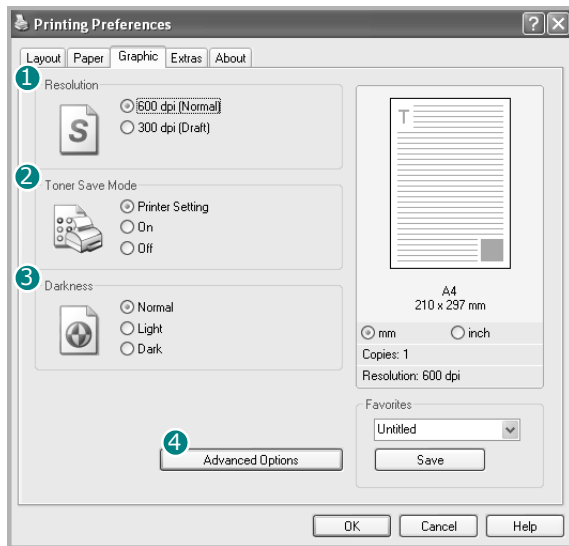 Printing Preferences
Layout Paper Graphic Extras About
1
Resolution
S
600 dpi (Normal)
300 dpi (Draft)
2
Toner Save Mode
Printer Setting
On
Off
3
Darkness
Normal
Light
Dark
4
Advanced Options
T
A4
210 x 297 mm
mm inch
Copies: 1
Resolution: 600 dpi
Favorites
Untitled
Save
OK Cancel Help